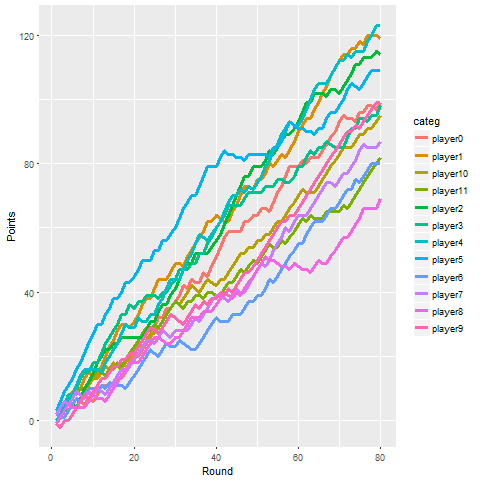 120
80
40
0
Points
0
20
40
60
80
Round
categ
player0
player1
player10
player11
player2
player3
player4
player5
player6
player7
player8
player9